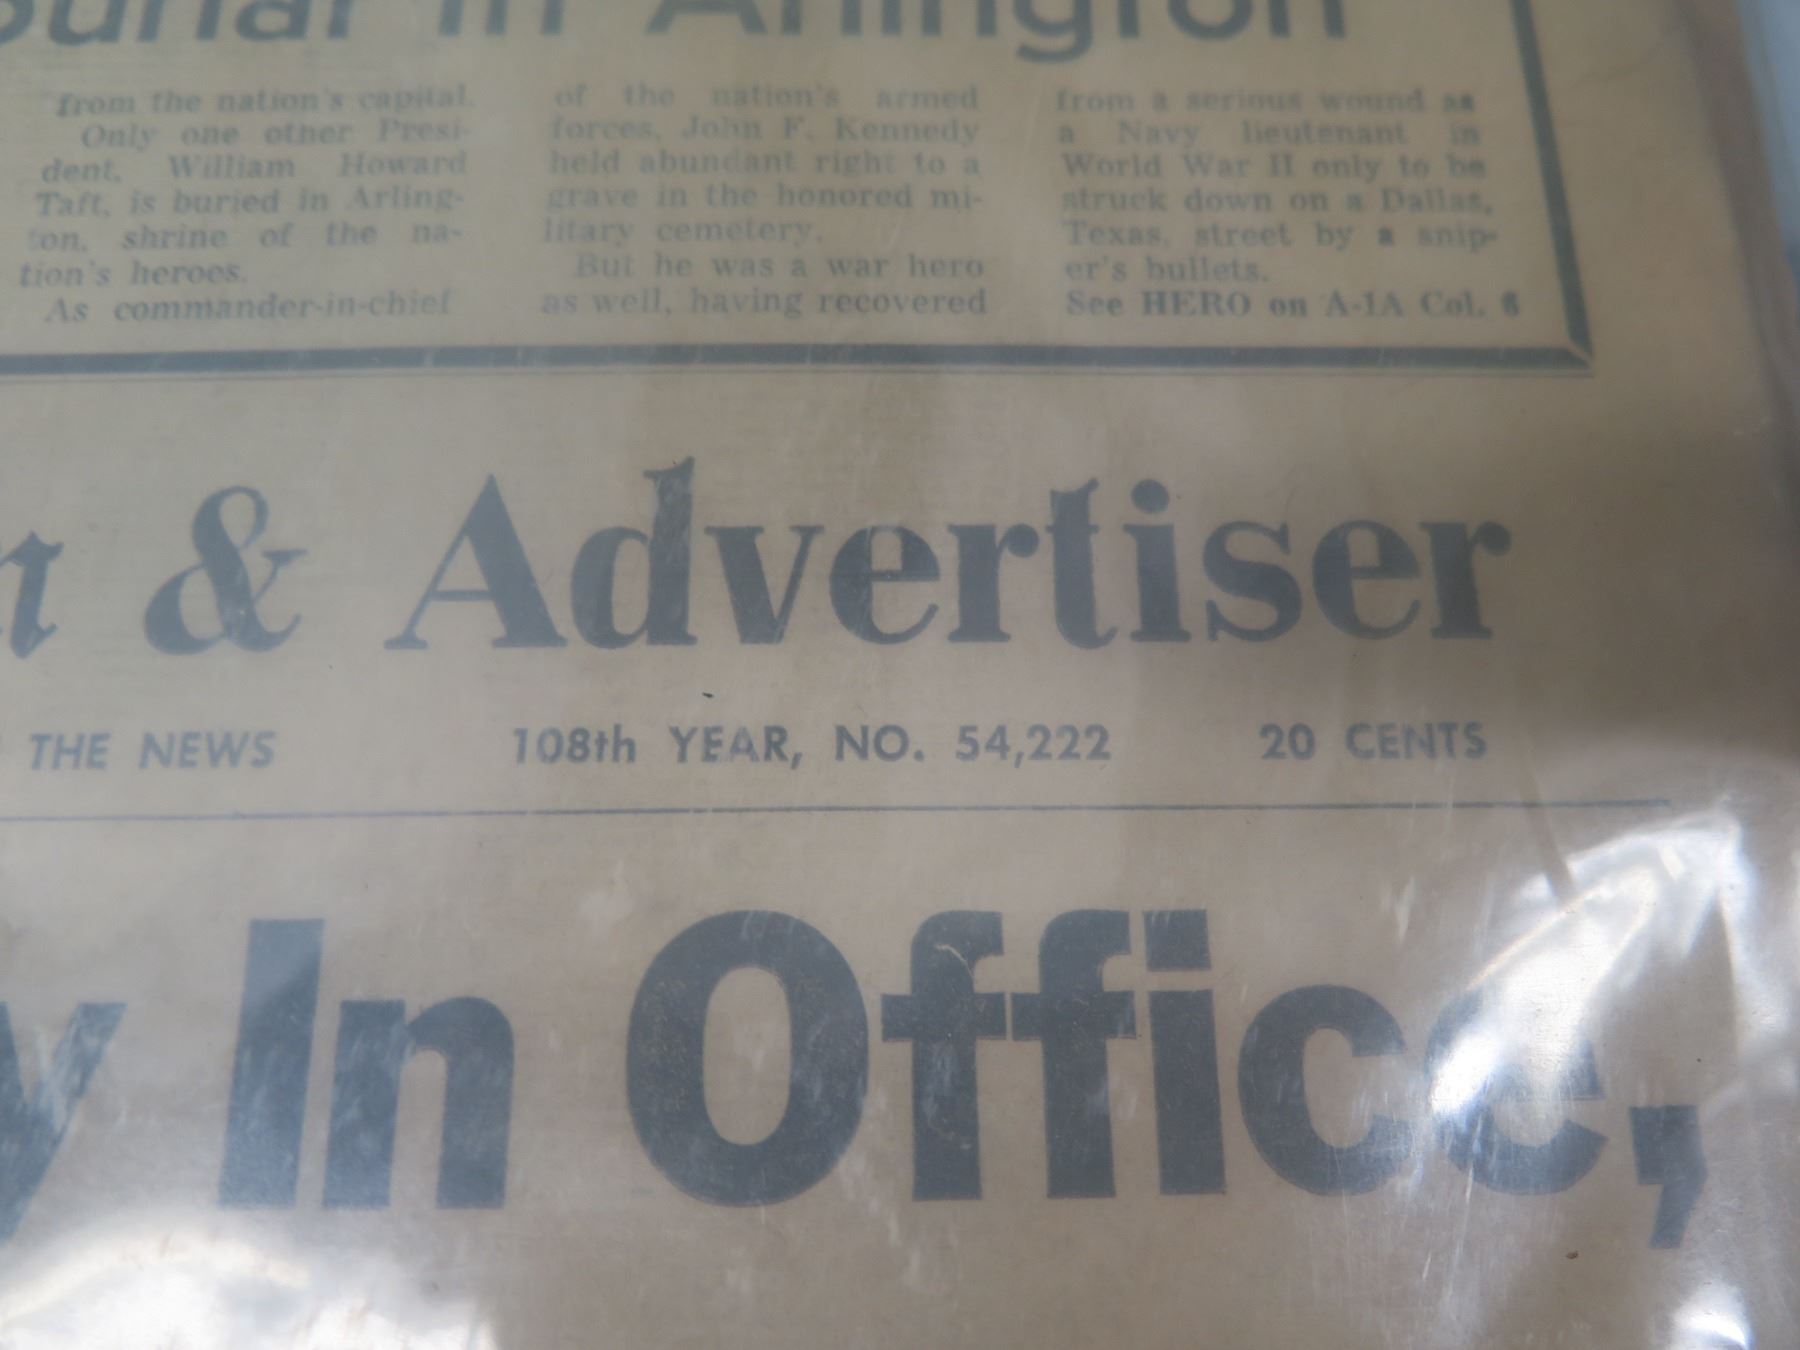 in Arlington
from the nation's capital.
Only one other Presi-
dent, William Howard
Taft, is buried in Arling-
ton, shrine of the na-
tion's heroes.
As commander-in-chief
of the nation's armed
forces, John F. Kennedy
held abundant right to a
grave in the honored mi-
litary cemetery.
But he was a war hero
as well, having recovered
from a serious wound as
a Navy lieutenant in
World War II only to be
struck down on a Dallas,
Texas, street by a snip-
er's bullets.
See HERO on A-1A Col. 6
n & Advertiser
THE NEWS 108th YEAR, NO. 54,222 20 CENTS
y In Office,